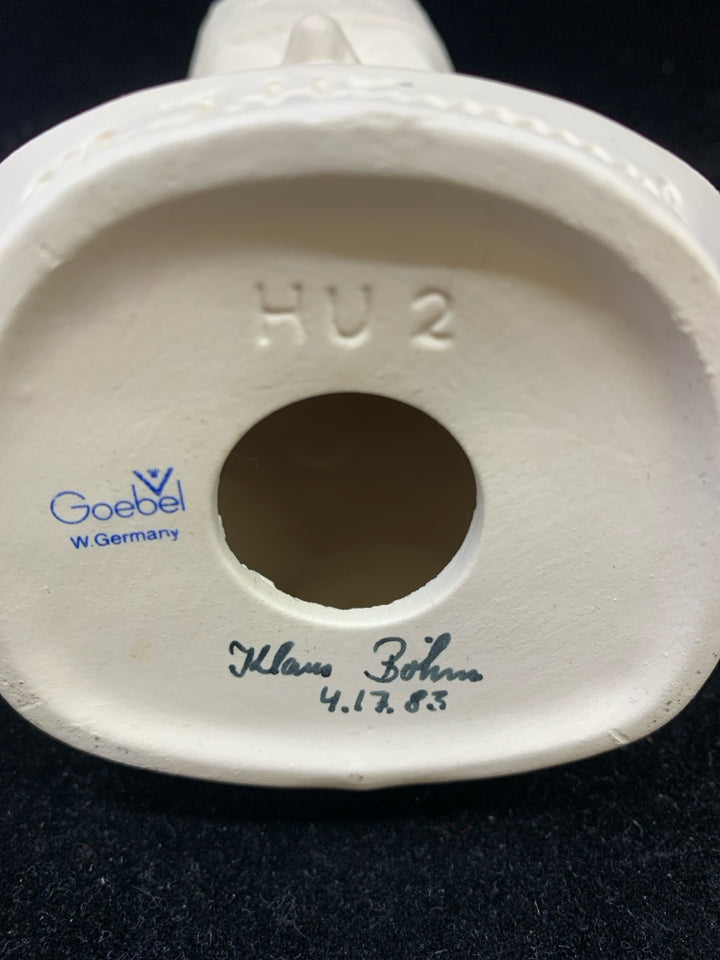 HU 2
Goebel
W.Germany
Klaus Böhm
4.17.83